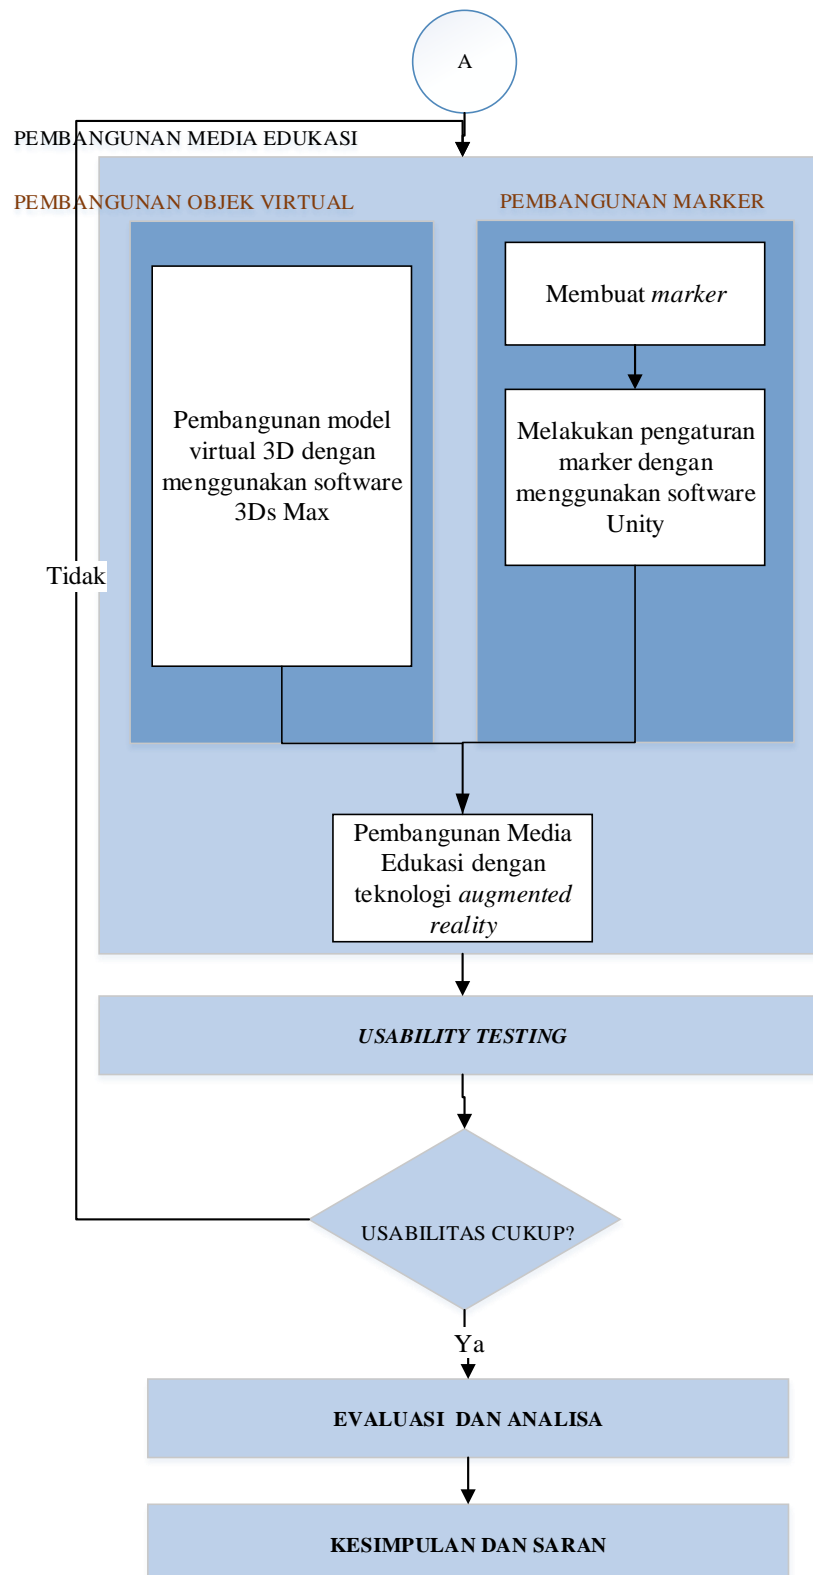 A
PEMBANGUNAN MEDIA EDUKASI
PEMBANGUNAN OBJEK VIRTUAL
Pembangunan model
virtual 3D dengan
menggunakan software
3Ds Max
PEMBANGUNAN MARKER
Membuat marker
Melakukan pengaturan
marker dengan
menggunakan software
Unity
Tidak
Pembangunan Media
Edukasi dengan
teknologi augmented
reality
USABILITY TESTING
USABILITAS CUKUP?
Ya
EVALUASI DAN ANALISA
KESIMPULAN DAN SARAN